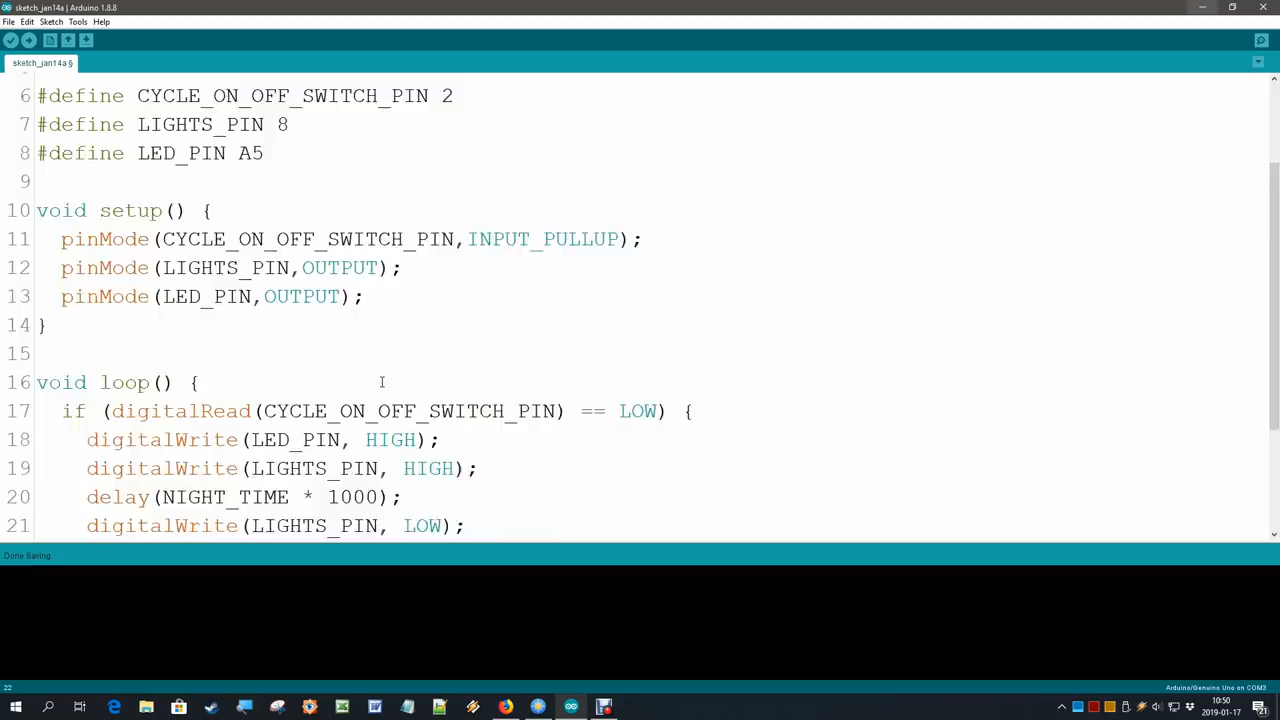 sketch_jan14a | Arduino 1.8.8
File Edit Sketch Tools Help
sketch_jan14a §
6 #define CYCLE_ON_OFF_SWITCH_PIN 2
7 #define LIGHTS_PIN 8
8 #define LED_PIN A5
9
10 void setup() {
11 pinMode(CYCLE_ON_OFF_SWITCH_PIN,INPUT_PULLUP);
12 pinMode(LIGHTS_PIN,OUTPUT);
13 pinMode(LED_PIN,OUTPUT);
14 }
15
16 void loop() {
17 if (digitalRead(CYCLE_ON_OFF_SWITCH_PIN) == LOW) {
18 digitalWrite(LED_PIN, HIGH);
19 digitalWrite(LIGHTS_PIN, HIGH);
20 delay(NIGHT_TIME * 1000);
21 digitalWrite(LIGHTS_PIN, LOW);
Done Saving.
22
Arduino/Genuino Uno on COM3
10:50
2019-01-17
21